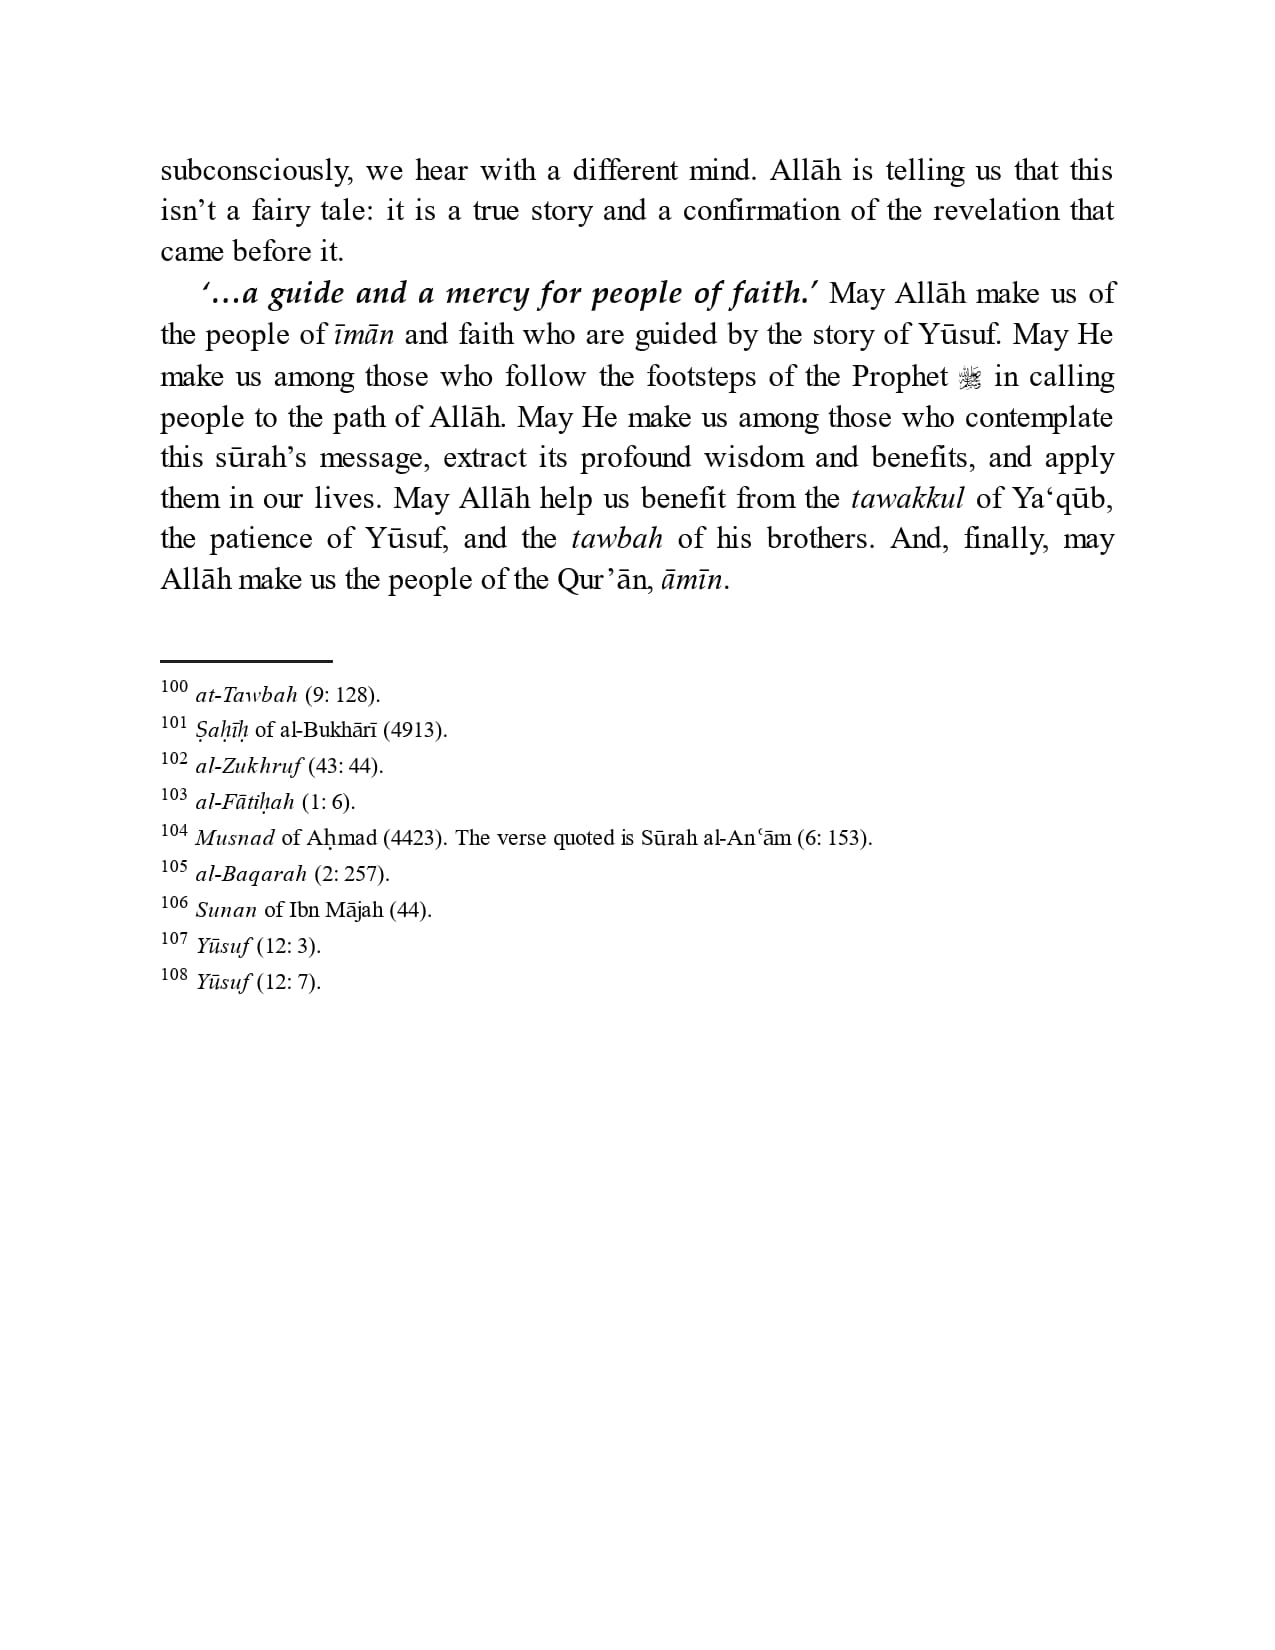 subconsciously, we hear with a different mind. Allāh is telling us that this
isn’t a fairy tale: it is a true story and a confirmation of the revelation that
came before it.
‘…a guide and a mercy for people of faith.’ May Allāh make us of
the people of īmān and faith who are guided by the story of Yūsuf. May He
make us among those who follow the footsteps of the Prophet ﷺ in calling
people to the path of Allāh. May He make us among those who contemplate
this sūrah’s message, extract its profound wisdom and benefits, and apply
them in our lives. May Allāh help us benefit from the tawakkul of Ya‘qūb,
the patience of Yūsuf, and the tawbah of his brothers. And, finally, may
Allāh make us the people of the Qur’ān, āmīn.
100 at-Tawbah (9: 128).
101 Ṣaḥīḥ of al-Bukhārī (4913).
102 al-Zukhruf (43: 44).
103 al-Fātiḥah (1: 6).
104 Musnad of Aḥmad (4423). The verse quoted is Sūrah al-Anʿām (6: 153).
105 al-Baqarah (2: 257).
106 Sunan of Ibn Mājah (44).
107 Yūsuf (12: 3).
108 Yūsuf (12: 7).